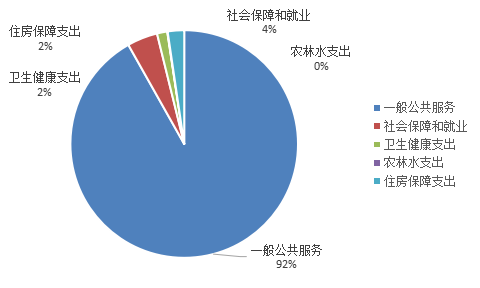 社会保障和就业
4%
住房保障支出
2%
农林水支出
0%
卫生健康支出
2%
一般公共服务
92%
一般公共服务
社会保障和就业
卫生健康支出
农林水支出
住房保障支出